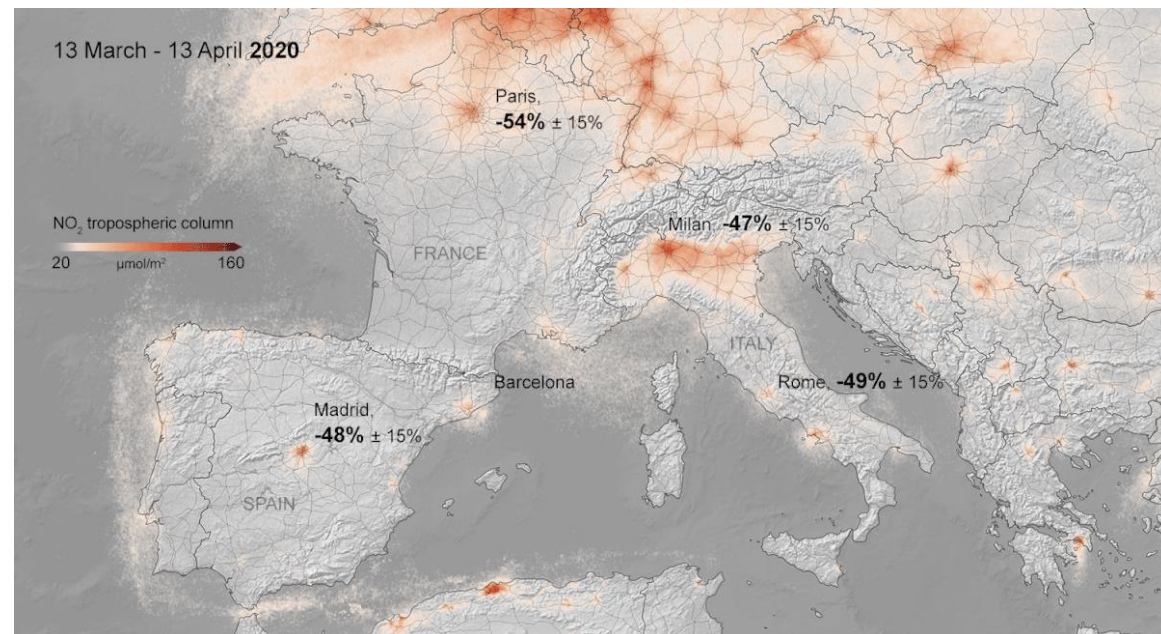 13 March - 13 April 2020
Paris,
-54% ± 15%
NO₂ tropospheric column
20 µmol/m² 160
Milan, -47% ± 15%
FRANCE
ITALY
Barcelona
Rome, -49% ± 15%
Madrid,
-48% ± 15%
SPAIN